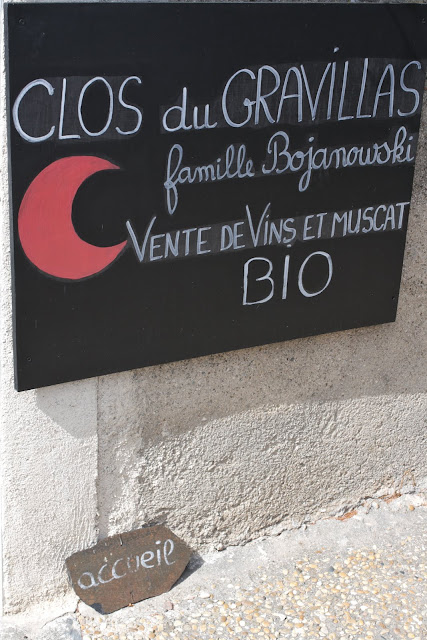 CLOS du GRAVILLAS
famille Bojanowski
VENTE DE VINS ET MUSCAT
BIO
accueil